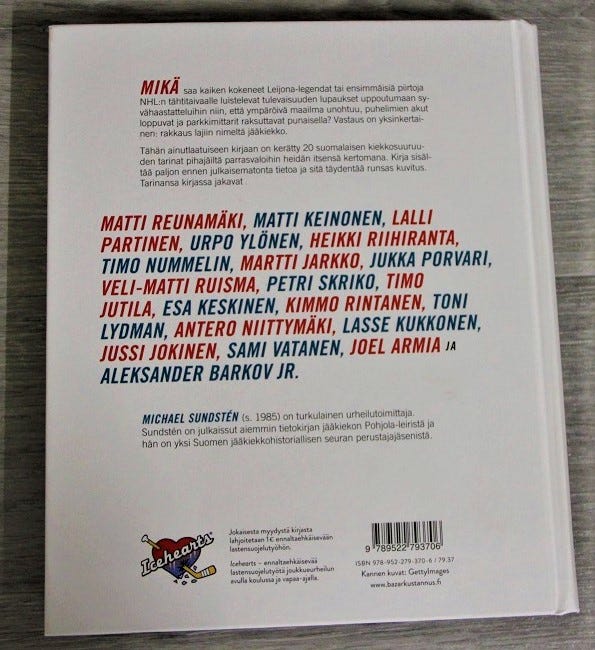 MIKÄ saa kaiken kokeneet Leijona-legendat tai ensimmäisiä piirtoja
NHL:n tähtitaivaalle luistelevat tulevaisuuden lupaukset uppoutumaan sy-
vähaastatteluihin niin, että ympäröivä maailma unohtuu, puhelimien akut
loppuvat ja parkkimittarit raksuttavat punaisella? Vastaus on yksinkertai-
nen: rakkaus lajiin nimeltä jääkiekko.
Tähän ainutlaatuiseen kirjaan on kerätty 20 suomalaisen kiekkosuuruu-
den tarinat pihajäiltä parrasvaloihin heidän itsensä kertomana. Kirja sisäl-
tää paljon ennen julkaisematonta tietoa ja sitä täydentää runsas kuvitus.
Tarinansa kirjassa jakavat
MATTI REUNAMÄKI, MATTI KEINONEN, LALLI
PARTINEN, URPO YLÖNEN, HEIKKI RIIHIRANTA,
TIMO NUMMELIN, MARTTI JARKKO, JUKKA PORVARI,
VELI-MATTI RUISMA, PETRI SKRIKO, TIMO
JUTILA, ESA KESKINEN, KIMMO RINTANEN, TONI
LYDMAN, ANTERO NIITTYMÄKI, LASSE KUKKONEN,
JUSSI JOKINEN, SAMI VATANEN, JOEL ARMIA JA
ALEKSANDER BARKOV JR.
MICHAEL SUNDSTÉN (s. 1985) on turkulainen urheilutoimittaja.
Sundstén on julkaissut aiemmin tietokirjan jääkiekon Pohjola-leiristä ja
hän on yksi Suomen jääkiekkohistoriallisen seuran perustajajäsenistä.
Icehearts
Jokaisesta myydystä kirjasta
lahjoitetaan 1€ ennaltaehkäisevään
lastensuojelutyöhön.
Icehearts – ennaltaehkäisevää
lastensuojelutyötä joukkueurheilun
avulla koulussa ja vapaa-ajalla.
9 789522 793706
ISBN 978-952-279-370-6 / 79.37
Kannen kuvat: GettyImages
www.bazarkustannus.fi